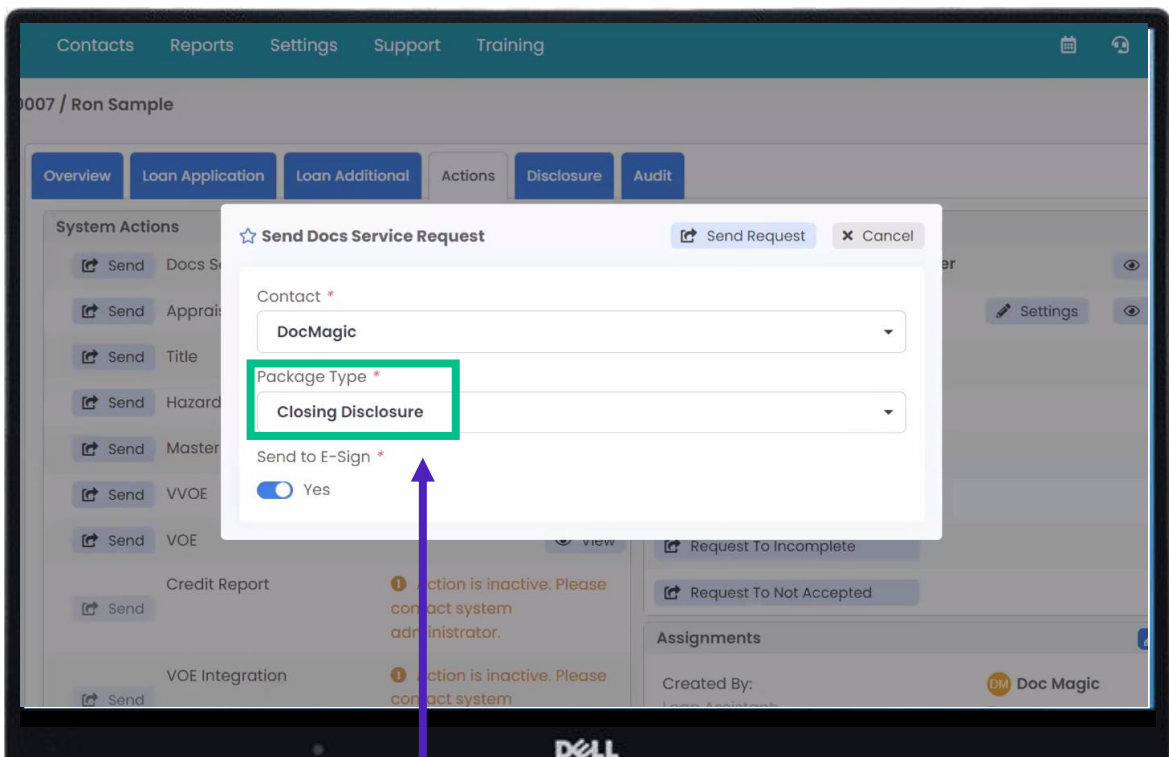 Contacts Reports Settings Support Training
0007 / Ron Sample
Overview Loan Application Loan Additional Actions Disclosure Audit
System Actions
Send Docs
Send
Send Title
Send Hazard
Send Master
Send VVOE
Send VOE View
Credit Report
Send
Action is inactive. Please
contact system
administrator.
VOE Integration
Send
Action is inactive. Please
contact system
Send Docs Service Request
Send Request Cancel
Contact *
DocMagic
Package Type *
Closing Disclosure
Send to E-Sign *
Yes
Settings
Request To Incomplete
Request To Not Accepted
Assignments
Created By:
DM Doc Magic
DELL